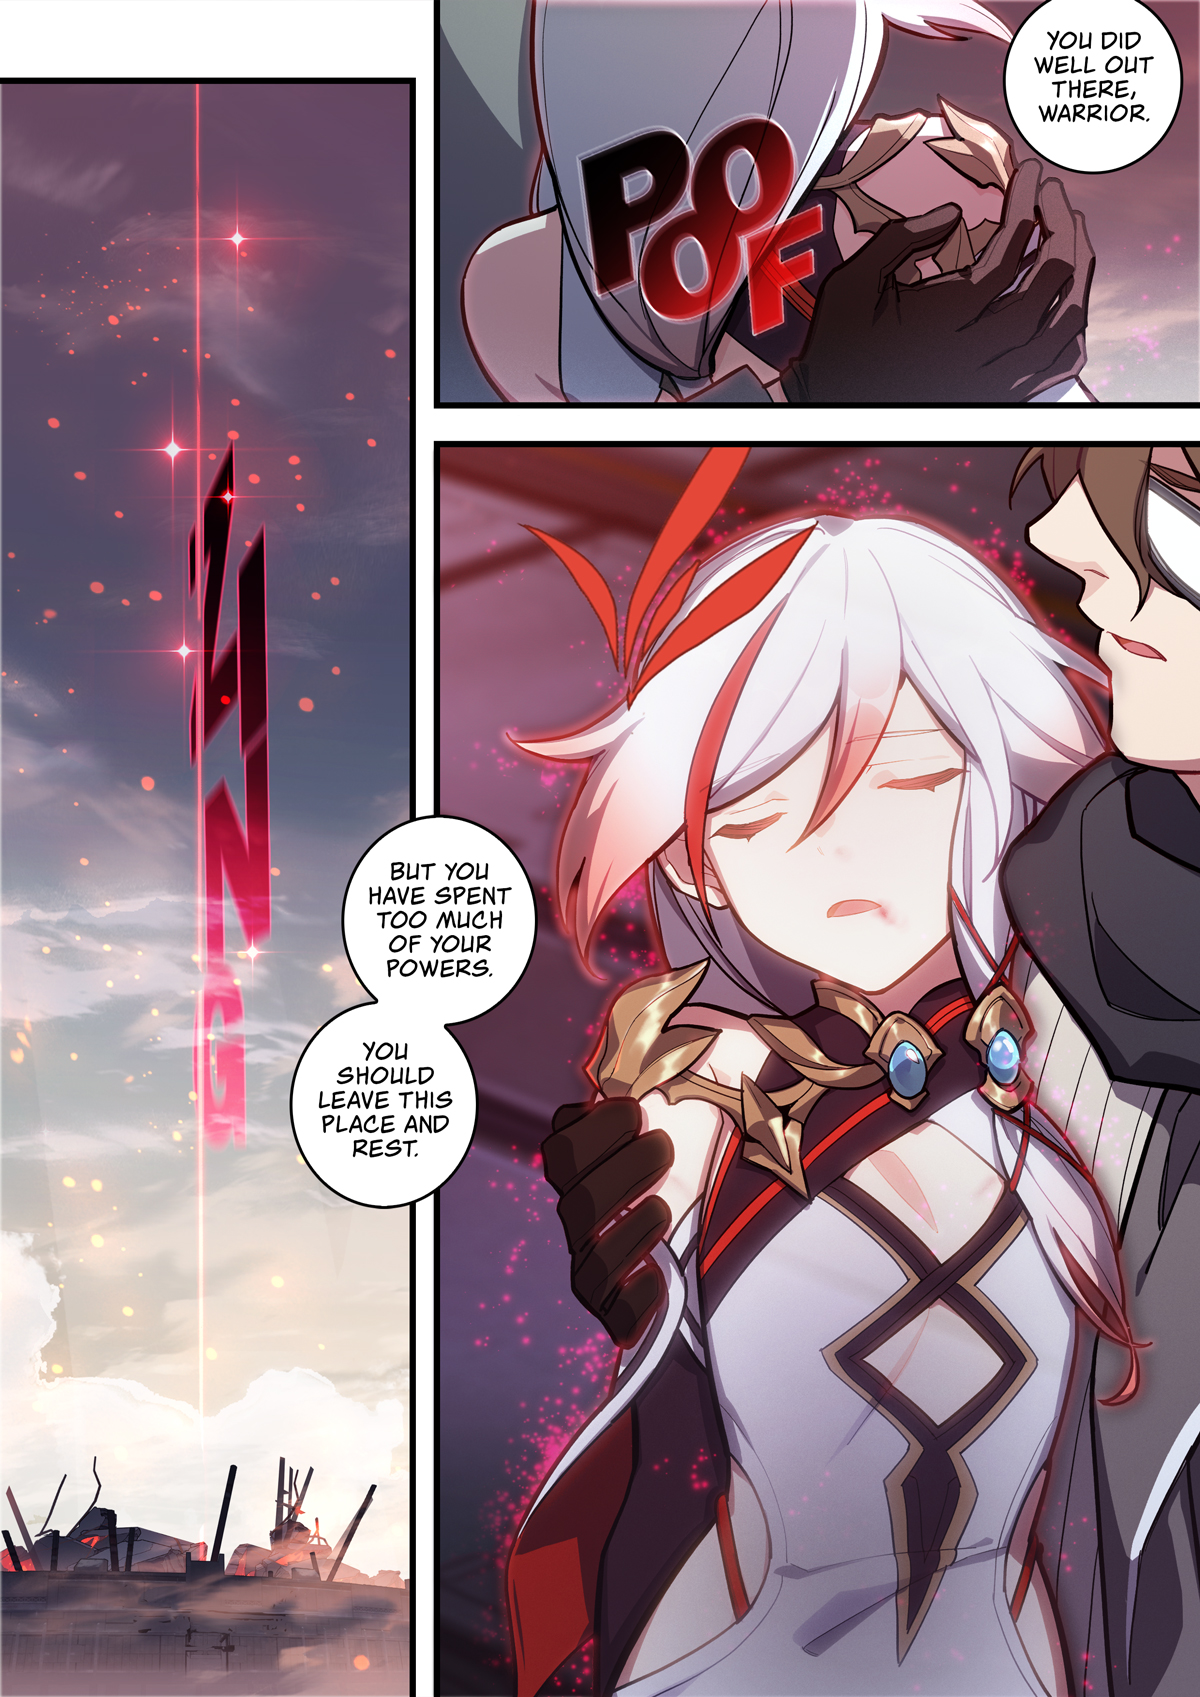 YOU DID
WELL OUT
THERE,
WARRIOR.
POOF
ZING
BUT YOU
HAVE SPENT
TOO MUCH
OF YOUR
POWERS.
YOU
SHOULD
LEAVE THIS
PLACE AND
REST.